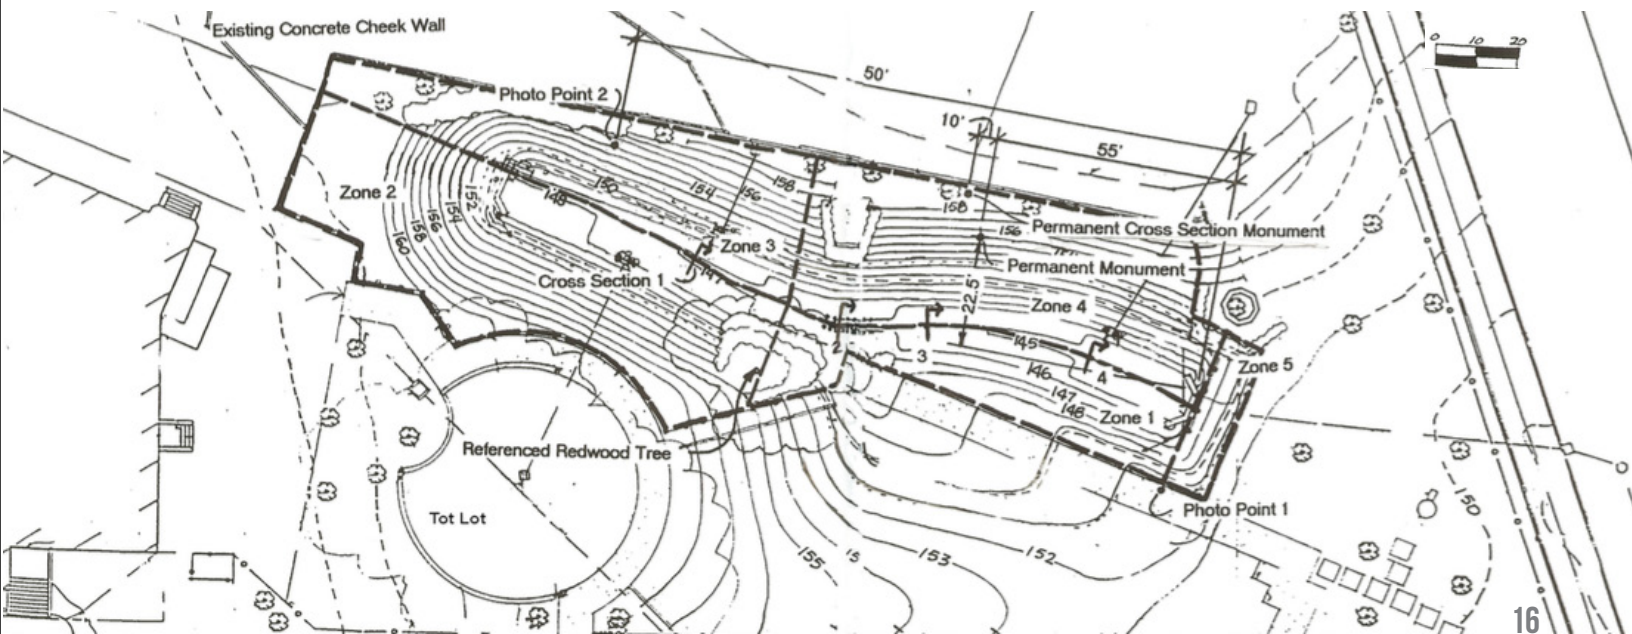 Existing Concrete Cheek Wall
0 10 20
Photo Point 2
50'
10'
55'
Zone 2
160
158
156
154
152
148
150
154
156
158
158
156
Permanent Cross Section Monument
Zone 3
Cross Section 1
Permanent Monument
Zone 4
22.5'
2
3
4
145
146
147
148
Zone 1
Zone 5
Referenced Redwood Tree
Tot Lot
Photo Point 1
150
155
153
152
16